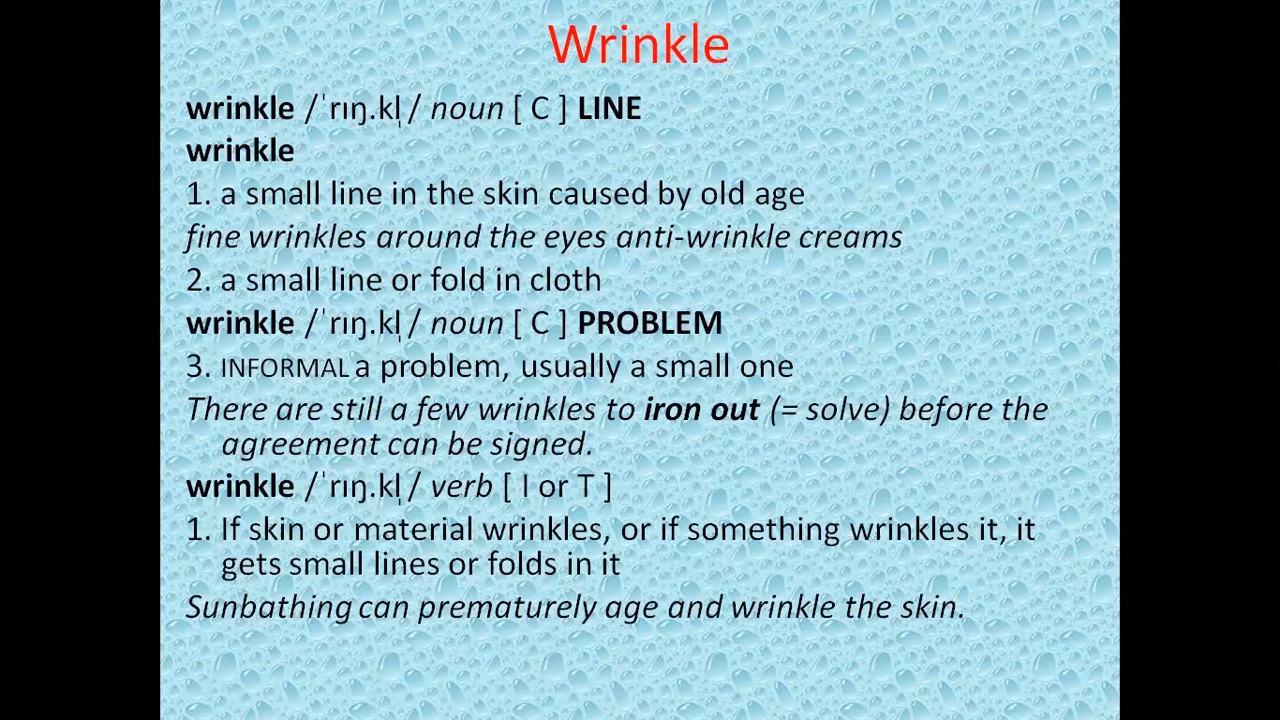 Wrinkle
wrinkle /ˈrɪŋ.kl̩/ noun [ C ] LINE
wrinkle
1. a small line in the skin caused by old age
fine wrinkles around the eyes anti-wrinkle creams
2. a small line or fold in cloth
wrinkle /ˈrɪŋ.kl̩/ noun [ C ] PROBLEM
3. INFORMAL a problem, usually a small one
There are still a few wrinkles to iron out (= solve) before the
agreement can be signed.
wrinkle /ˈrɪŋ.kl̩/ verb [ I or T ]
1. If skin or material wrinkles, or if something wrinkles it, it
gets small lines or folds in it
Sunbathing can prematurely age and wrinkle the skin.